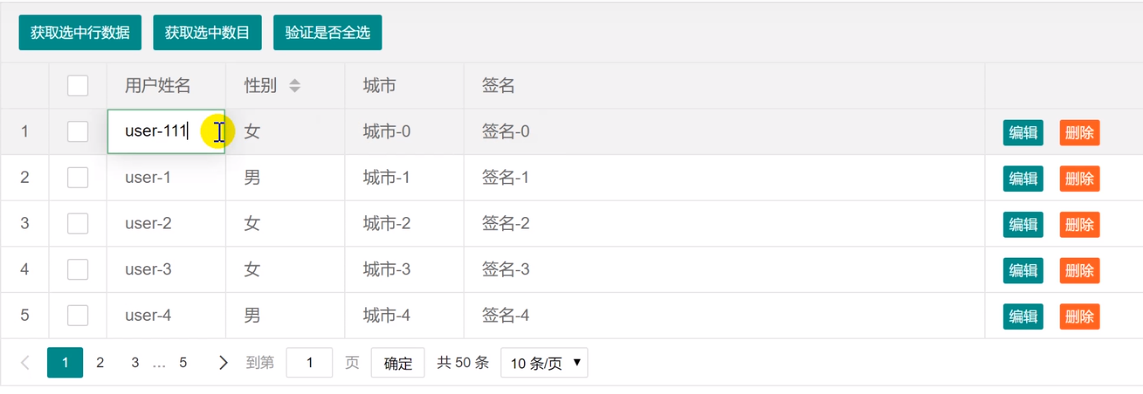 获取选中行数据 获取选中数目 验证是否全选
用户姓名 性别 城市 签名
1 user-111 女 城市-0 签名-0 编辑 删除
2 user-1 男 城市-1 签名-1 编辑 删除
3 user-2 女 城市-2 签名-2 编辑 删除
4 user-3 女 城市-3 签名-3 编辑 删除
5 user-4 男 城市-4 签名-4 编辑 删除
1 2 3 … 5 到第 1 页 确定 共 50 条 10 条/页